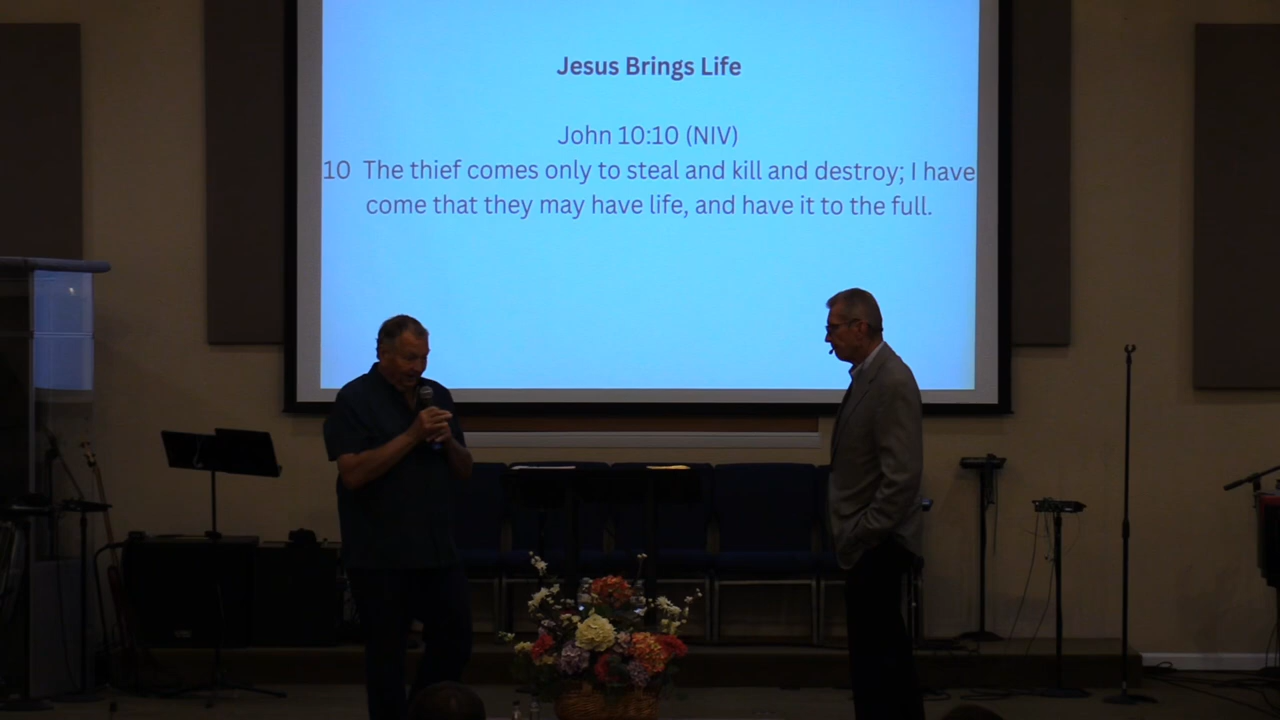 Jesus Brings Life
John 10:10 (NIV)
10 The thief comes only to steal and kill and destroy; I have
come that they may have life, and have it to the full.